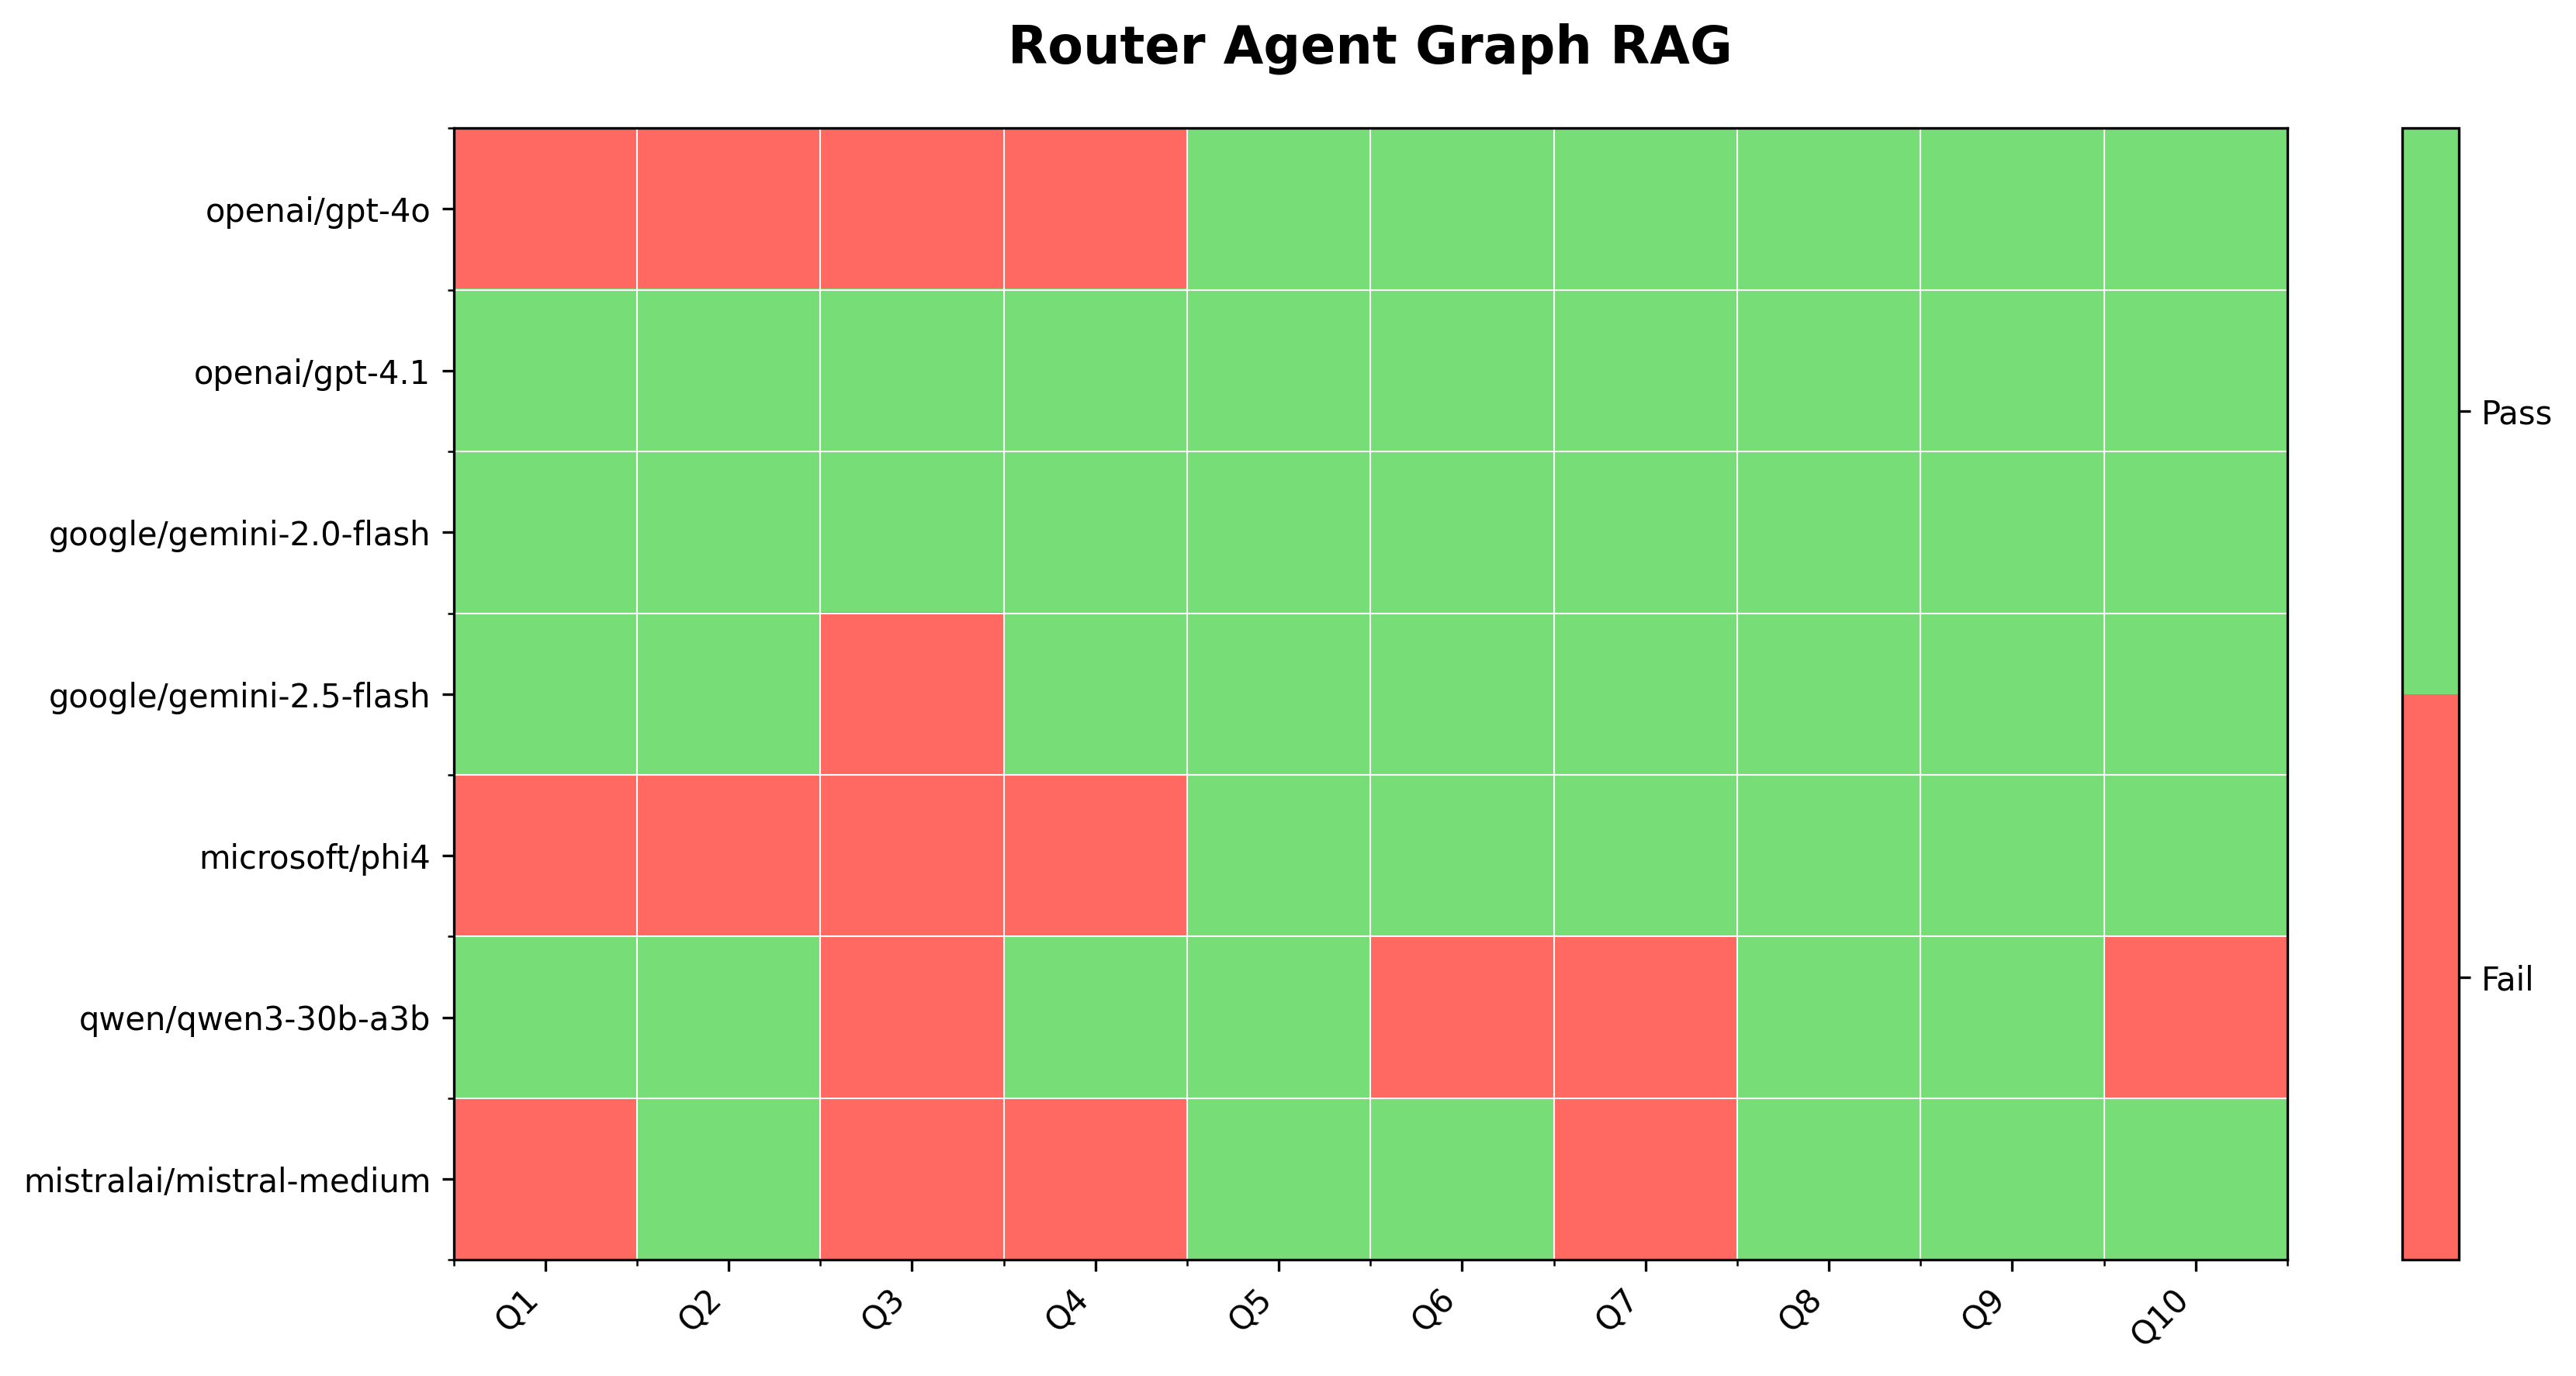 Router Agent Graph RAG
openai/gpt-4o
openai/gpt-4.1
google/gemini-2.0-flash
google/gemini-2.5-flash
microsoft/phi4
qwen/qwen3-30b-a3b
mistralai/mistral-medium
Q1
Q2
Q3
Q4
Q5
Q6
Q7
Q8
Q9
Q10
Pass
Fail